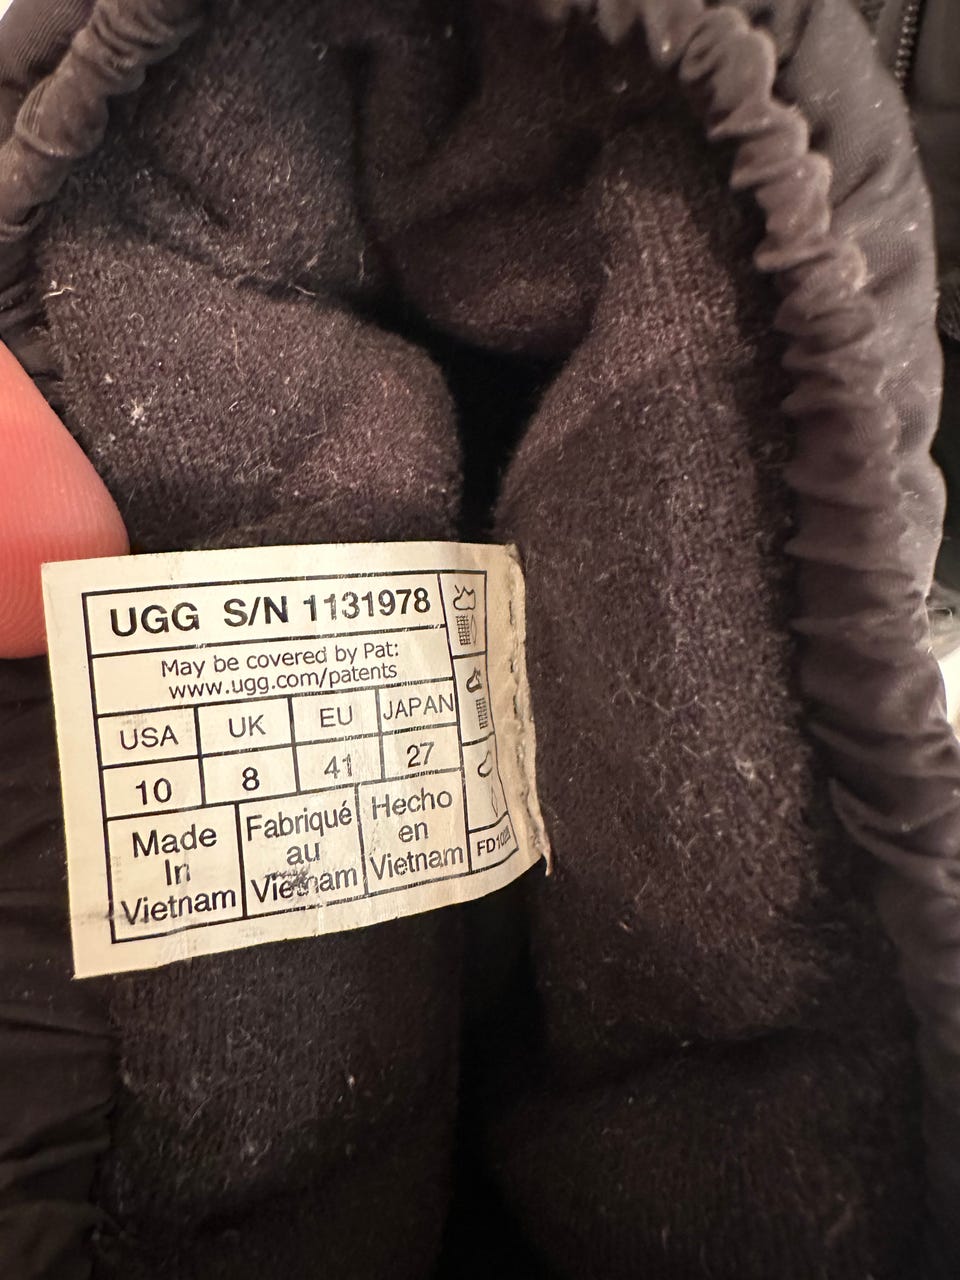 UGG S/N 1131978
May be covered by Pat:
www.ugg.com/patents
USA UK EU JAPAN
10 8 41 27
Made
In
Vietnam
Fabriqué
au
Vietnam
Hecho
en
Vietnam